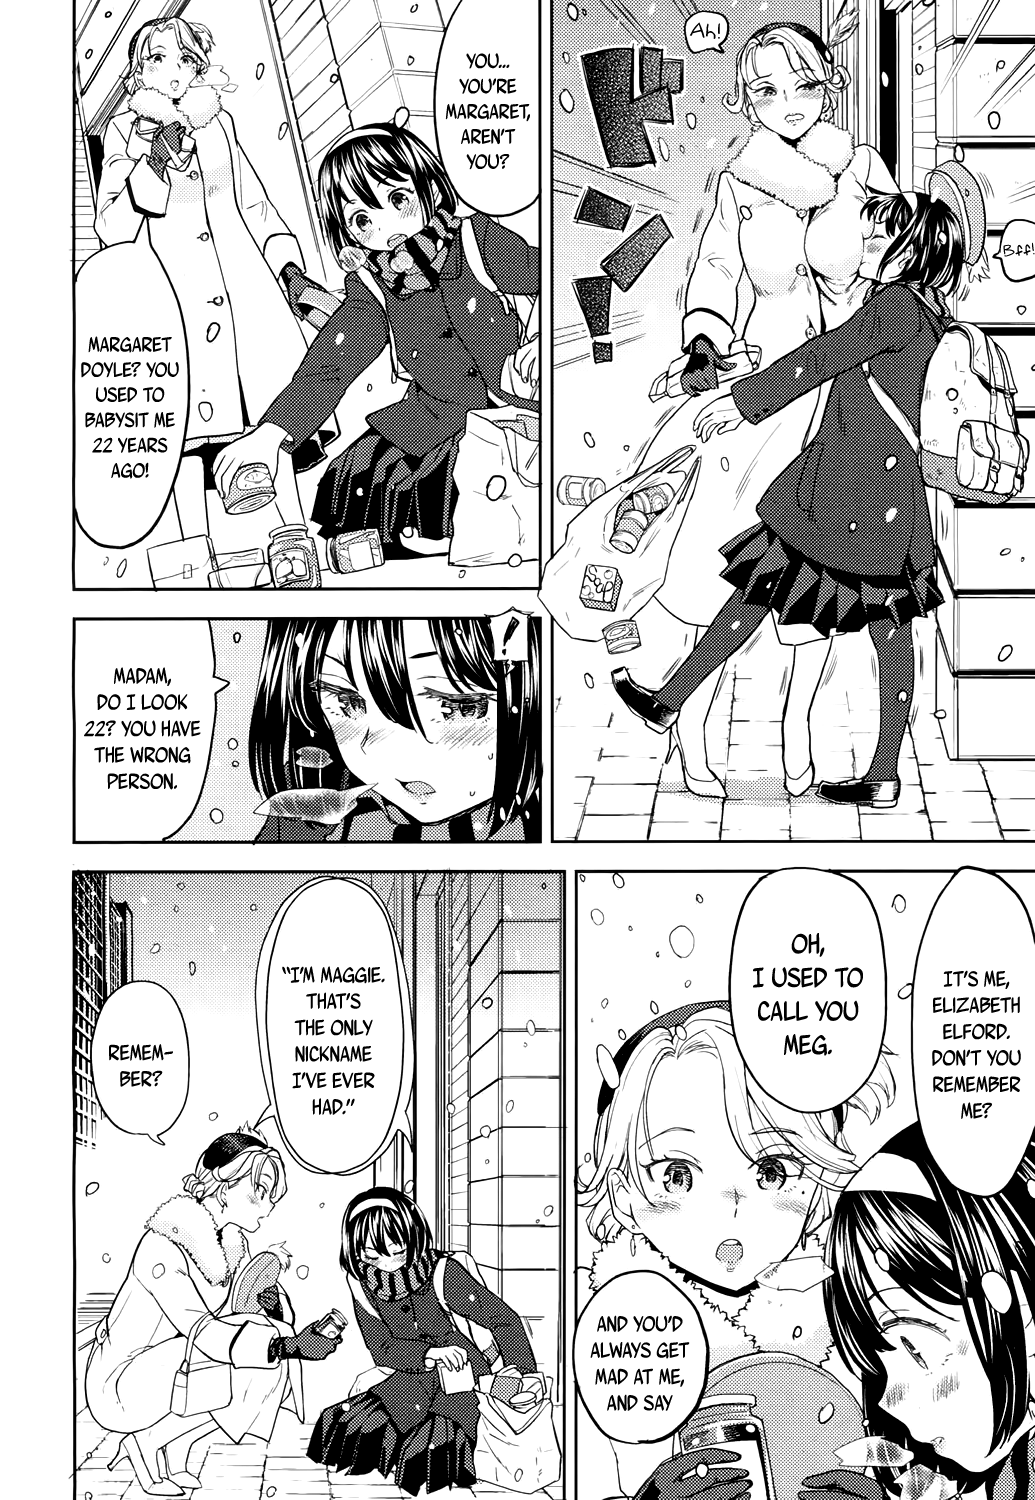 Ah!
ドン!!
Bff!
Soup
YOU...
YOU'RE
MARGARET,
AREN'T
YOU?
MARGARET
DOYLE? YOU
USED TO
BABYSIT ME
22 YEARS
AGO!
!
MADAM,
DO I LOOK
22? YOU HAVE
THE WRONG
PERSON.
IT'S ME,
ELIZABETH
ELFORD.
DON'T YOU
REMEMBER
ME?
OH,
I USED TO
CALL YOU
MEG.
AND YOU'D
ALWAYS GET
MAD AT ME,
AND SAY
"I'M MAGGIE.
THAT'S
THE ONLY
NICKNAME
I'VE EVER
HAD."
REMEM-
BER?